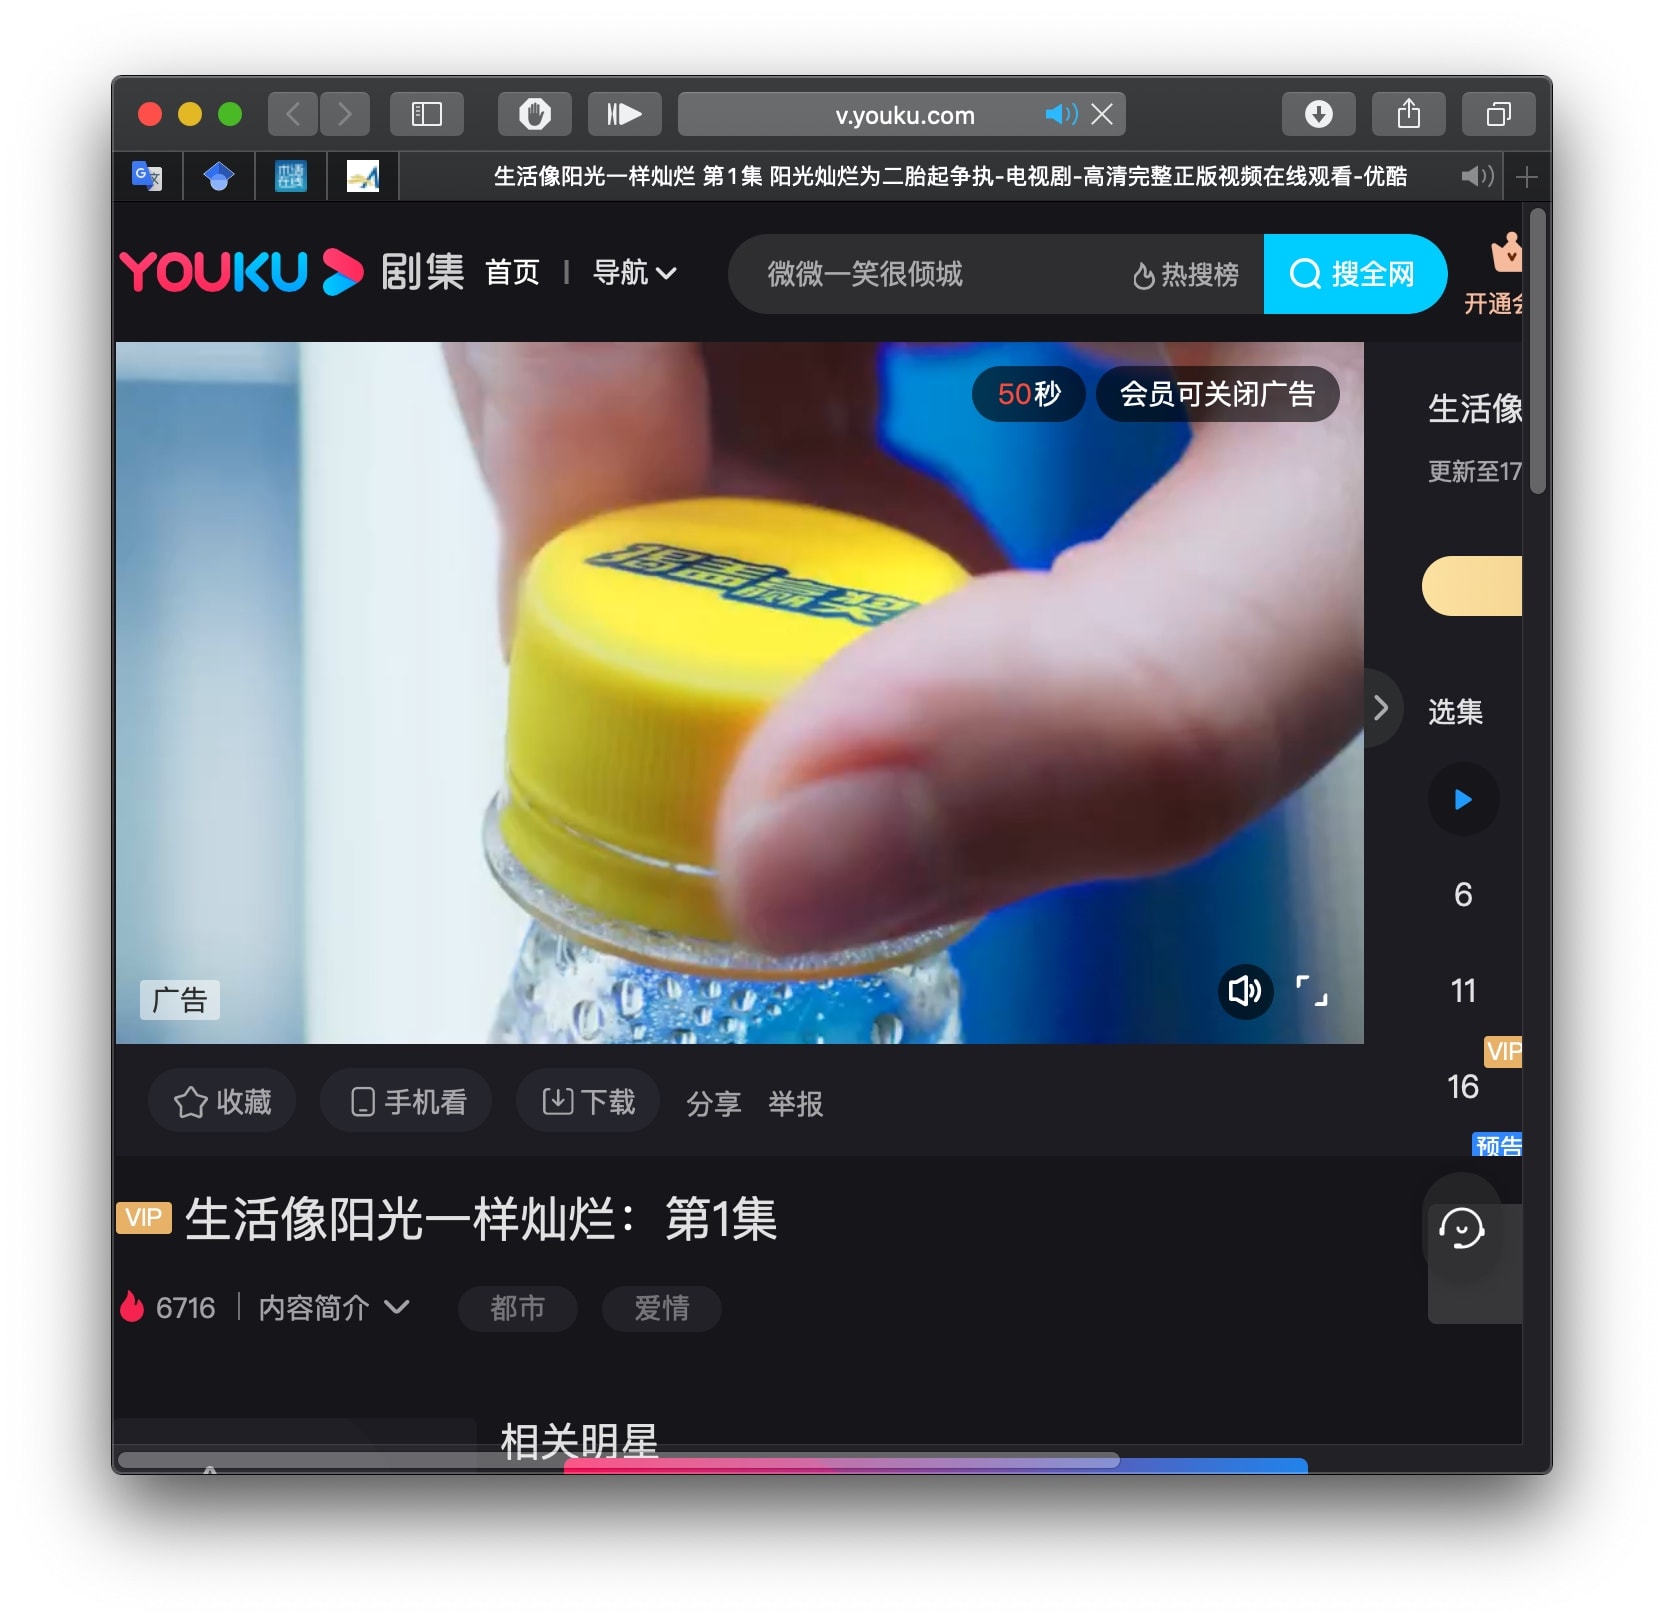 v.youku.com
生活像阳光一样灿烂 第1集 阳光灿烂为二胎起争执-电视剧-高清完整正版视频在线观看-优酷
YOUKU 剧集 首页 | 导航 微微一笑很倾城 热搜榜 搜全网
开通会
50秒 会员可关闭广告
生活像
更新至17
揭盖赢奖
选集
6
11
VIP
16
预告
广告
收藏 手机看 下载 分享 举报
VIP 生活像阳光一样灿烂：第1集
6716 | 内容简介 都市 爱情
相关明星